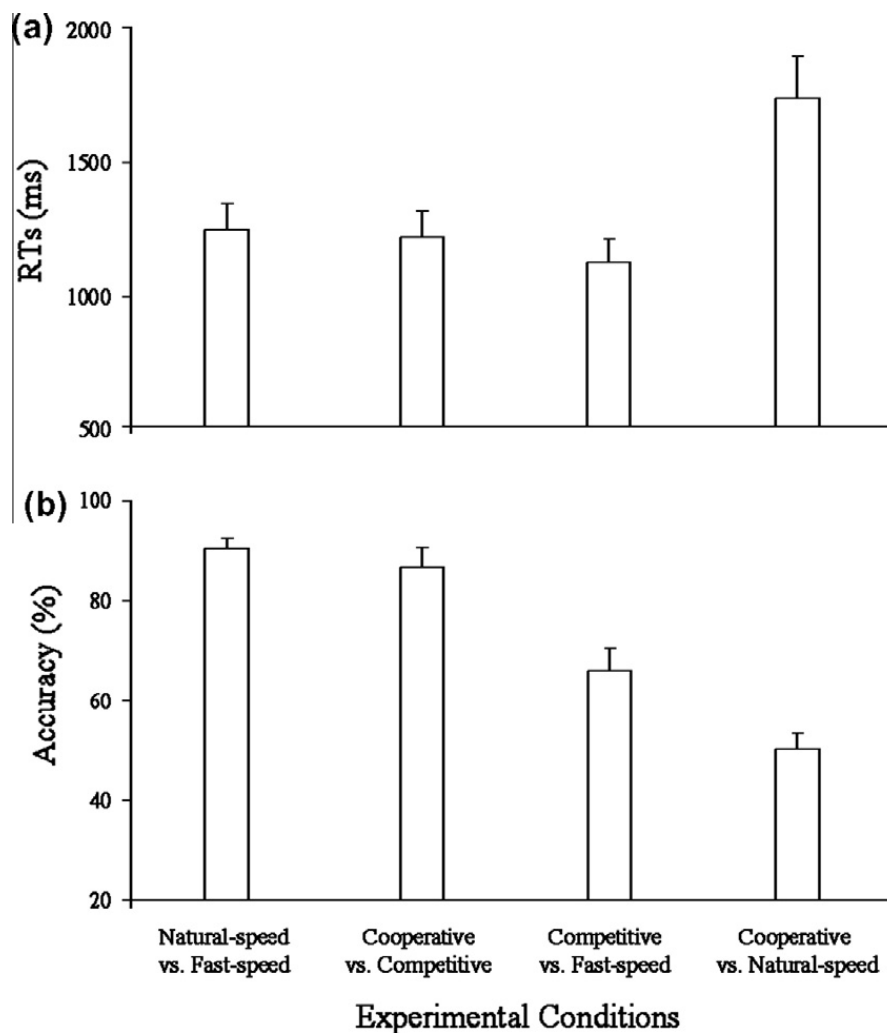 (a)
2000
1500
1000
500
RTs (ms)
(b)
100
80
60
40
20
Accuracy (%)
Natural-speed
vs. Fast-speed
Cooperative
vs. Competitive
Competitive
vs. Fast-speed
Cooperative
vs. Natural-speed
Experimental Conditions